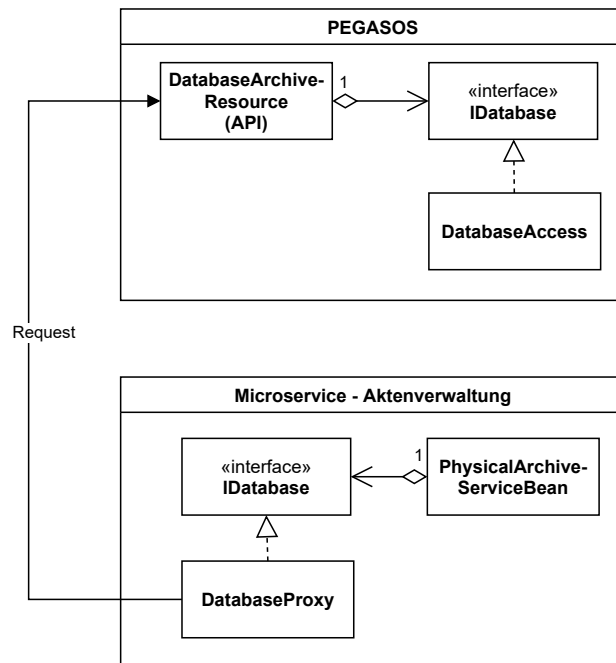 PEGASOS
DatabaseArchive-
Resource
(API)
1
«interface»
IDatabase
DatabaseAccess
Request
Microservice - Aktenverwaltung
«interface»
IDatabase
1
PhysicalArchive-
ServiceBean
DatabaseProxy